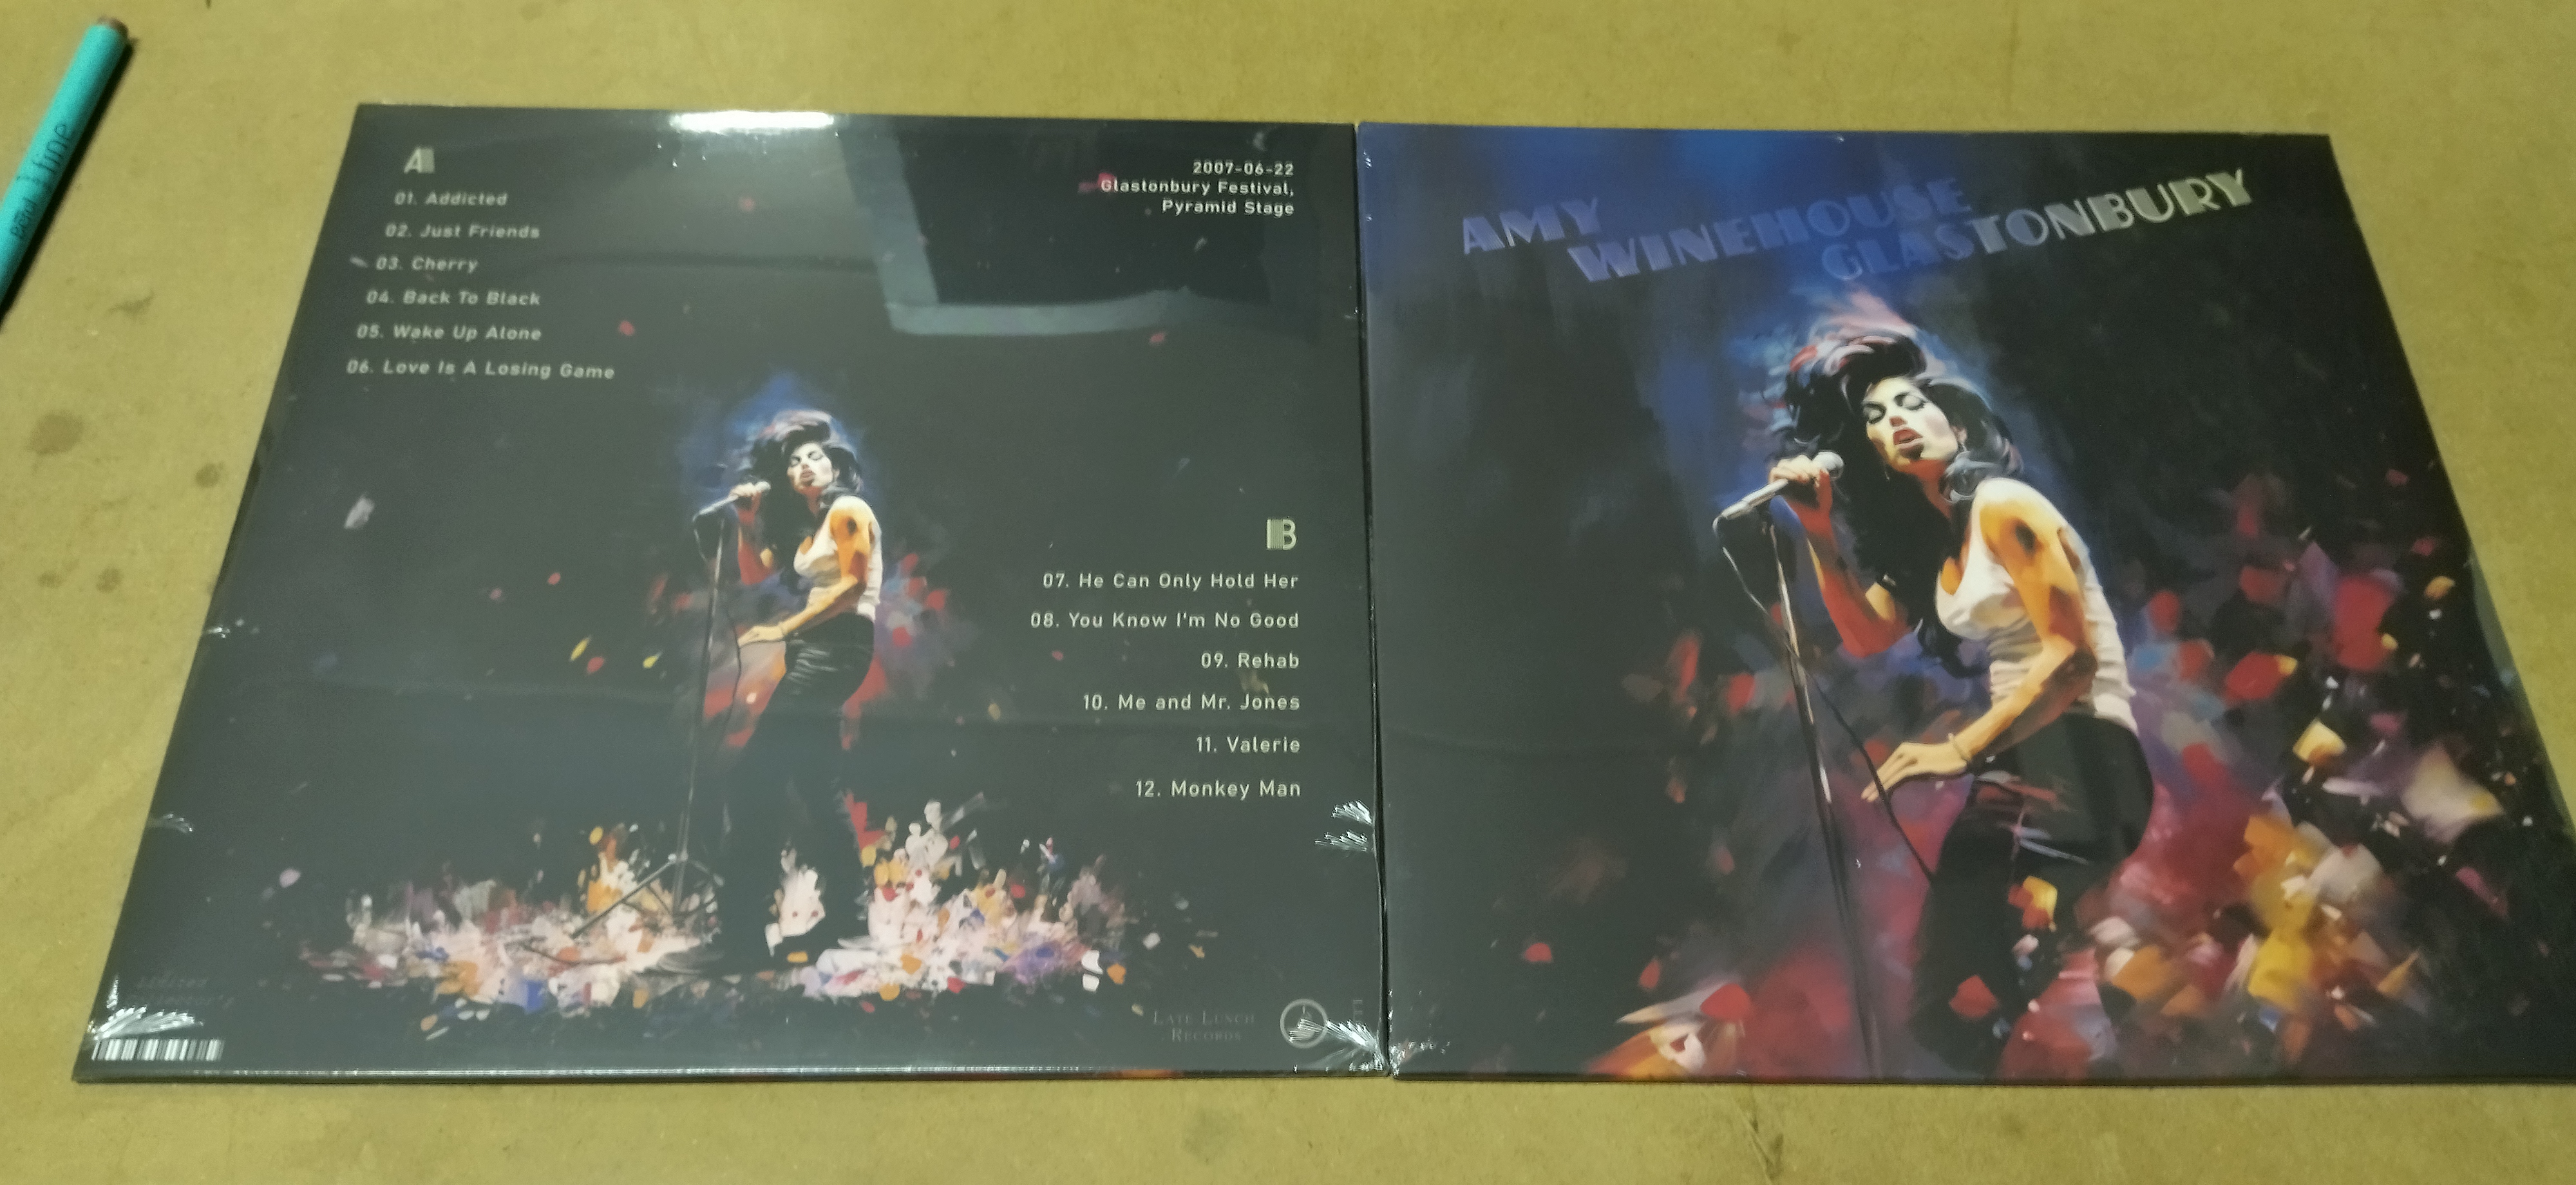 A
01. Addicted
02. Just Friends
03. Cherry
04. Back To Black
05. Wake Up Alone
06. Love Is A Losing Game
2007-06-22
Glastonbury Festival,
Pyramid Stage
B
07. He Can Only Hold Her
08. You Know I'm No Good
09. Rehab
10. Me and Mr. Jones
11. Valerie
12. Monkey Man
LATE LUNCH
RECORDS
AMY
WINEHOUSE
GLASTONBURY